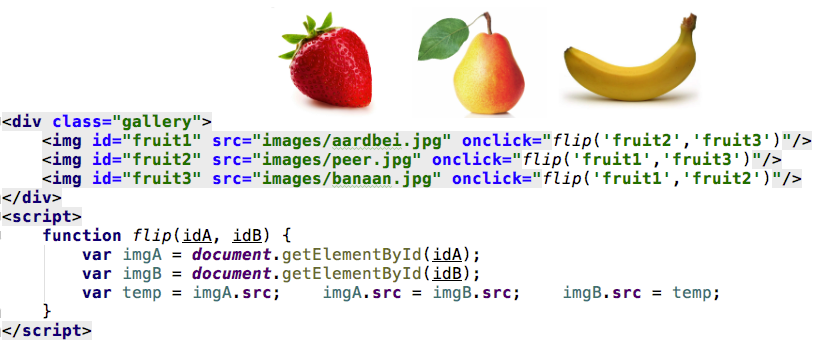 <div class="gallery">
<img id="fruit1" src="images/aardbei.jpg" onclick="flip('fruit2','fruit3')"/>
<img id="fruit2" src="images/peer.jpg" onclick="flip('fruit1','fruit3')"/>
<img id="fruit3" src="images/banaan.jpg" onclick="flip('fruit1','fruit2')"/>
</div>
<script>
function flip(idA, idB) {
var imgA = document.getElementById(idA);
var imgB = document.getElementById(idB);
var temp = imgA.src; imgA.src = imgB.src; imgB.src = temp;
}
</script>